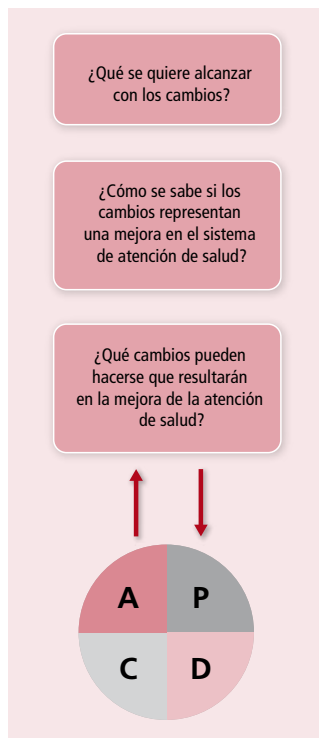 ¿Qué se quiere alcanzar
con los cambios?
¿Cómo se sabe si los
cambios representan
una mejora en el sistema
de atención de salud?
¿Qué cambios pueden
hacerse que resultarán
en la mejora de la atención
de salud?
A P
C D